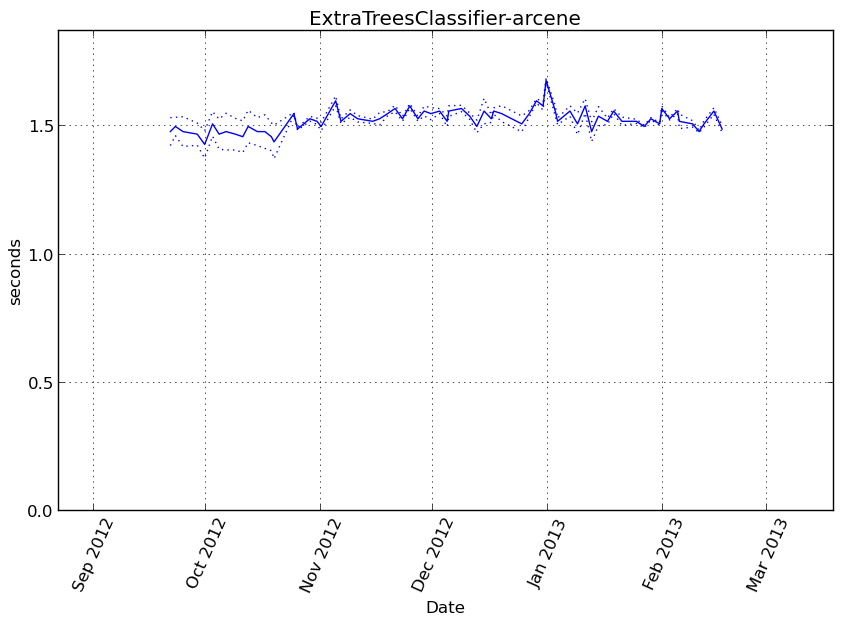 ExtraTreesClassifier-arcene
seconds
1.5
1.0
0.5
0.0
Sep 2012
Oct 2012
Nov 2012
Dec 2012
Jan 2013
Feb 2013
Mar 2013
Date